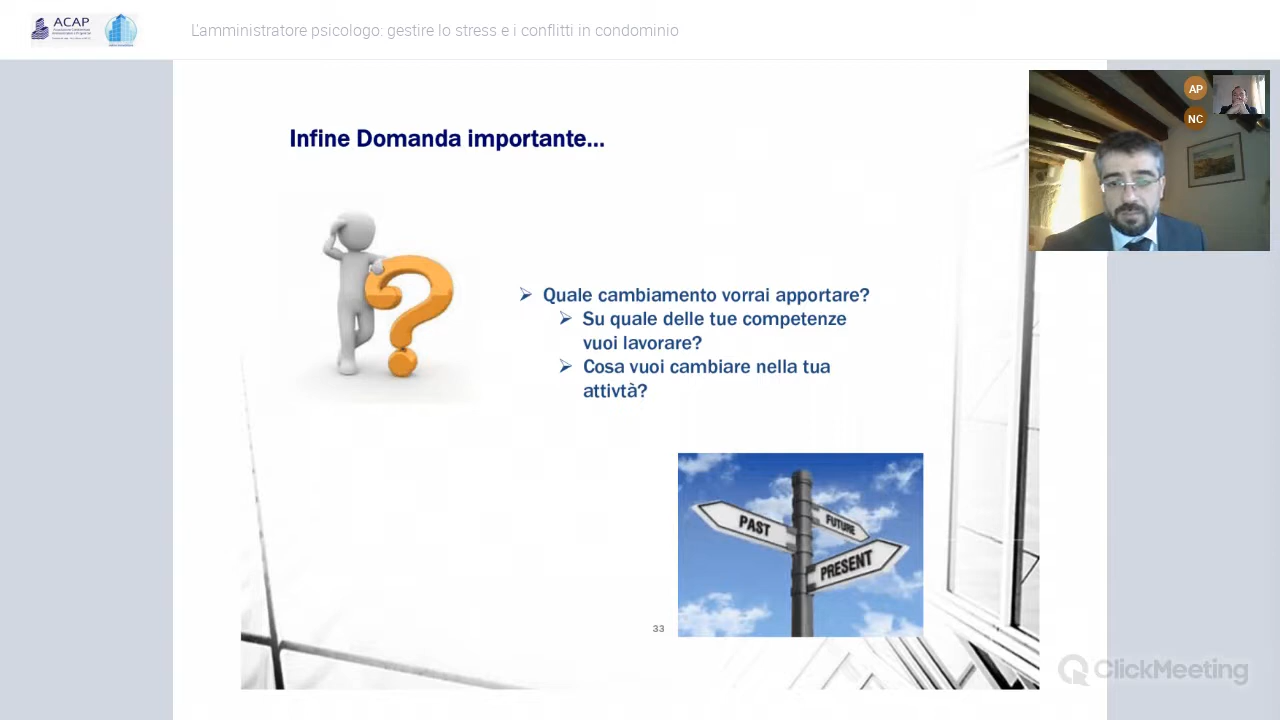 ACAP
L'amministratore psicologo: gestire lo stress e i conflitti in condominio
AP
NC
Infine Domanda importante...
Quale cambiamento vorrai apportare?
Su quale delle tue competenze
vuoi lavorare?
Cosa vuoi cambiare nella tua
attivtà?
PAST
FUTURE
PRESENT
33
ClickMeeting